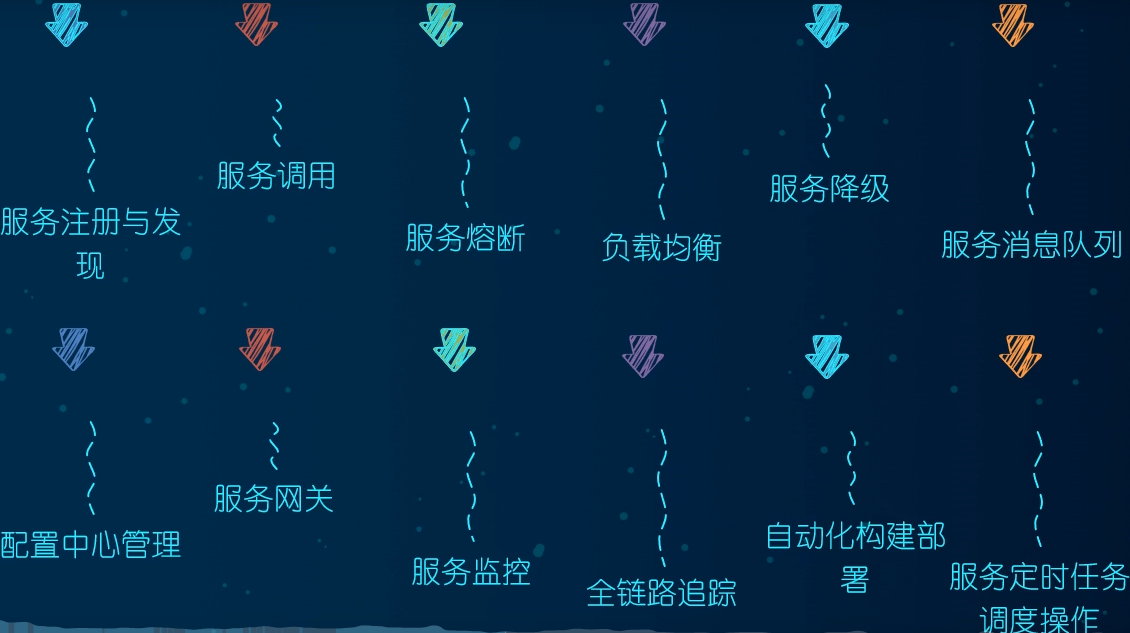 服务注册与发
现
服务调用
服务熔断
负载均衡
服务降级
服务消息队列
配置中心管理
服务网关
服务监控
全链路追踪
自动化构建部
署
服务定时任务
调度操作